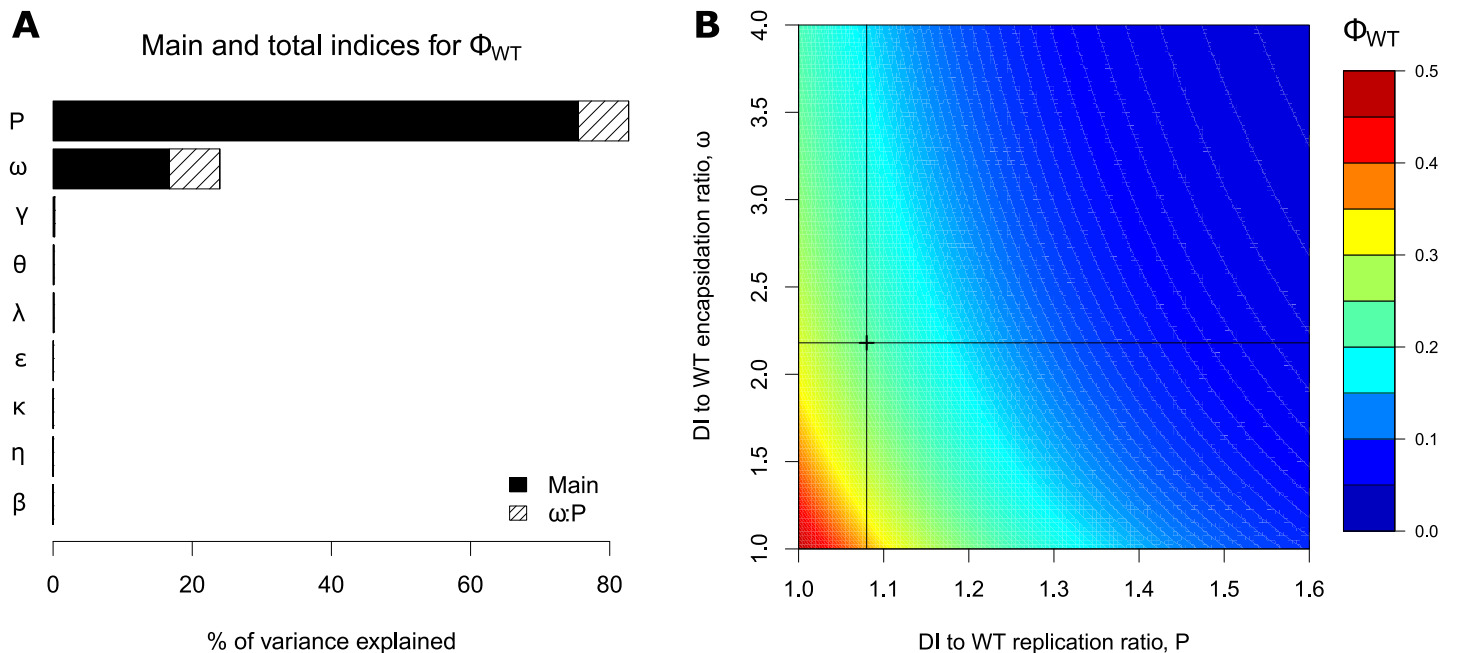 A
Main and total indices for ΦWT
P
ω
γ
θ
λ
ε
κ
η
β
Main
ω:P
0 20 40 60 80
% of variance explained
B
DI to WT encapsidation ratio, ω
4.0
3.5
3.0
2.5
2.0
1.5
1.0
1.0 1.1 1.2 1.3 1.4 1.5 1.6
DI to WT replication ratio, P
ΦWT
0.5
0.4
0.3
0.2
0.1
0.0